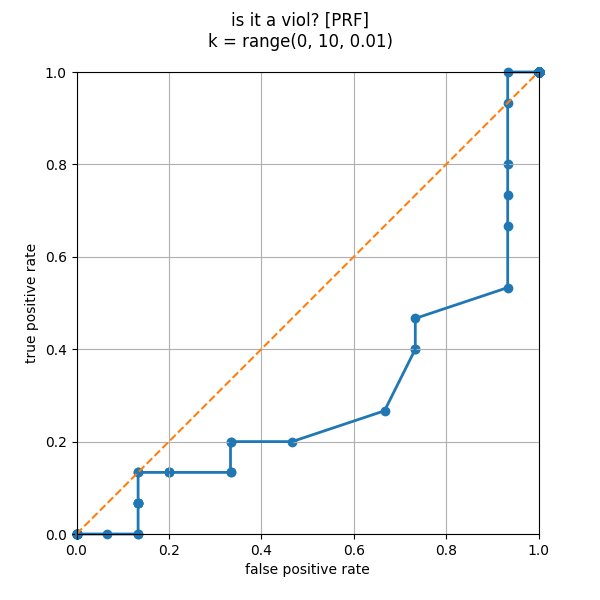 is it a viol? [PRF]
k = range(0, 10, 0.01)
1.0
0.8
0.6
0.4
0.2
0.0
true positive rate
0.0 0.2 0.4 0.6 0.8 1.0
false positive rate